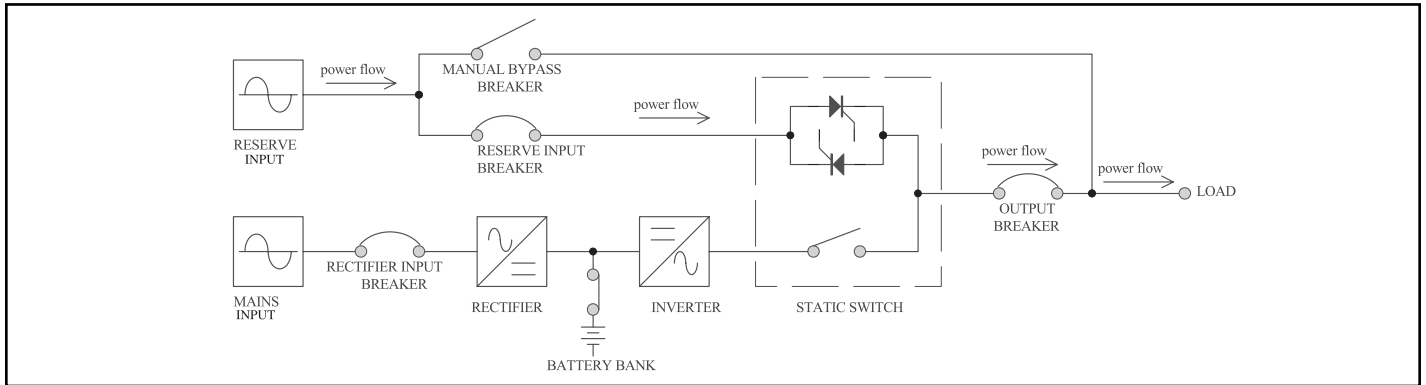 power flow
MANUAL BYPASS
BREAKER
power flow
RESERVE
INPUT
RESERVE INPUT
BREAKER
power flow
power flow
LOAD
OUTPUT
BREAKER
RECTIFIER INPUT
BREAKER
MAINS
INPUT
RECTIFIER
INVERTER
STATIC SWITCH
BATTERY BANK